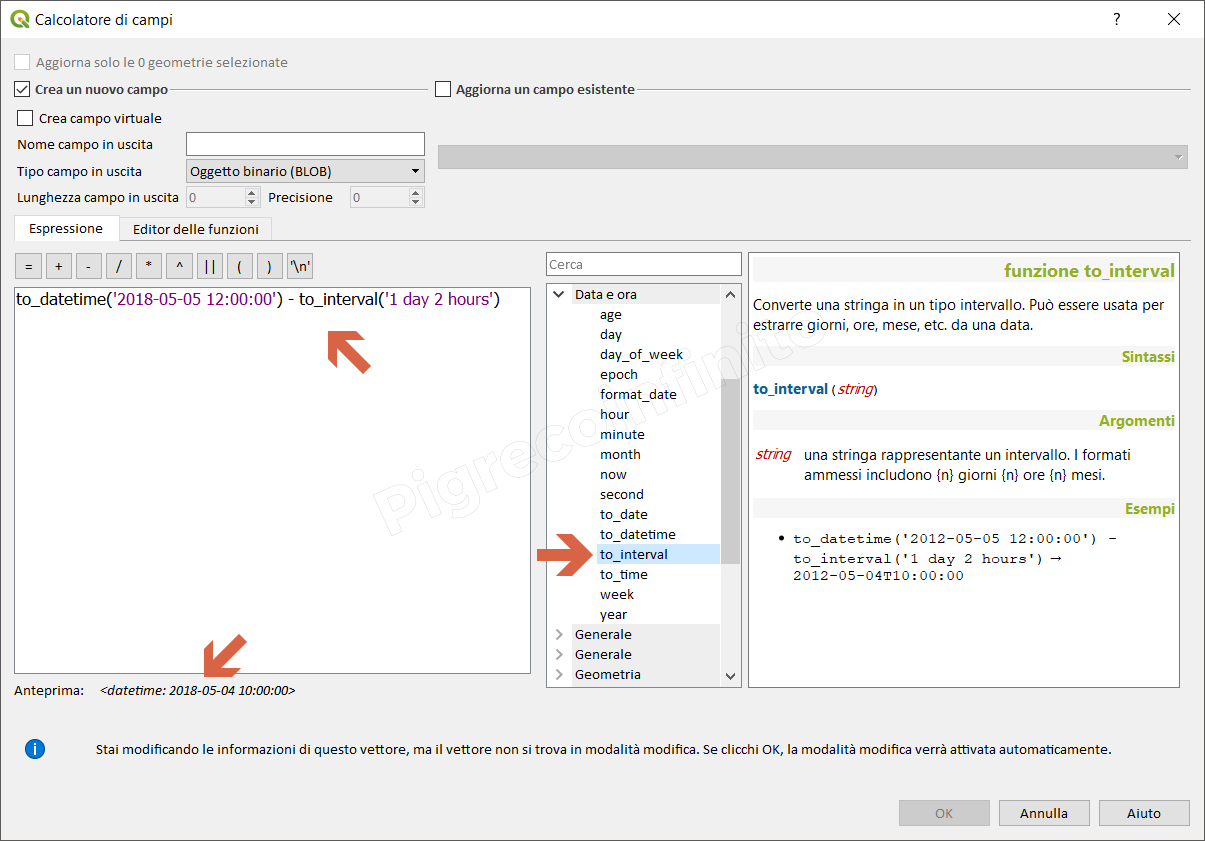 Calcolatore di campi
?
Aggiorna solo le 0 geometrie selezionate
Crea un nuovo campo
Aggiorna un campo esistente
Crea campo virtuale
Nome campo in uscita
Tipo campo in uscita
Oggetto binario (BLOB)
Lunghezza campo in uscita 0 Precisione 0
Espressione
Editor delle funzioni
= + - / * ^ || ( ) '\n'
to_datetime('2018-05-05 12:00:00') - to_interval('1 day 2 hours')
Anteprima: <datetime: 2018-05-04 10:00:00>
Cerca
Data e ora
age
day
day_of_week
epoch
format_date
hour
minute
month
now
second
to_date
to_datetime
to_interval
to_time
week
year
Generale
Generale
Geometria
funzione to_interval
Converte una stringa in un tipo intervallo. Può essere usata per
estrarre giorni, ore, mese, etc. da una data.
Sintassi
to_interval (string)
Argomenti
string una stringa rappresentante un intervallo. I formati
ammessi includono {n} giorni {n} ore {n} mesi.
Esempi
• to_datetime('2012-05-05 12:00:00') -
to_interval('1 day 2 hours') →
2012-05-04T10:00:00
Pigrecoinfinito
Stai modificando le informazioni di questo vettore, ma il vettore non si trova in modalità modifica. Se clicchi OK, la modalità modifica verrà attivata automaticamente.
OK
Annulla
Aiuto